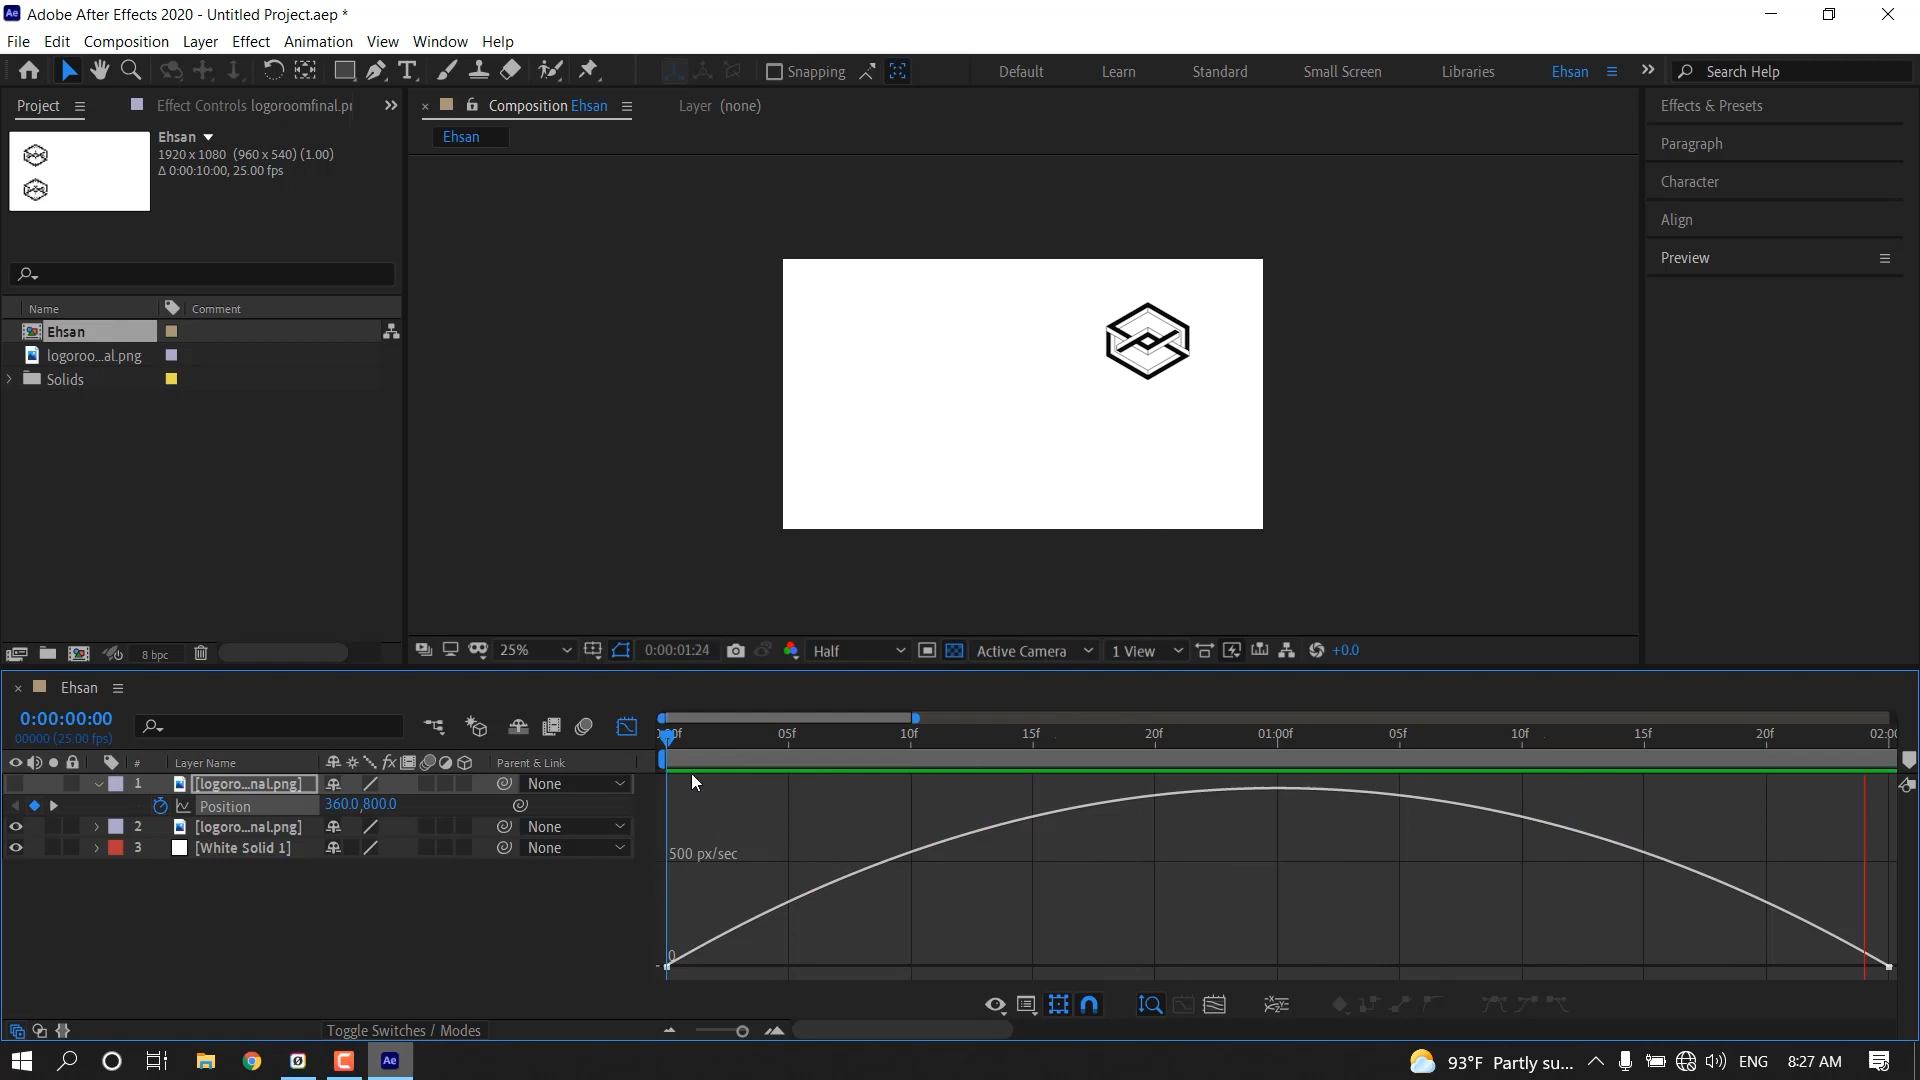 Ae Adobe After Effects 2020 - Untitled Project.aep *
File Edit Composition Layer Effect Animation View Window Help
T Snapping Default Learn Standard Small Screen Libraries Ehsan Search Help
Project Effect Controls logoroomfinal.pr
Composition Ehsan Layer (none)
Ehsan
Ehsan
1920 x 1080 (960 x 540) (1.00)
Δ 0:00:10:00, 25.00 fps
Name Comment
Ehsan
logoroo...al.png
Solids
8 bpc
Effects & Presets
Paragraph
Character
Align
Preview
25% 0:00:01:24 Half Active Camera 1 View +0.0
Ehsan
0:00:00:00
00000 (25.00 fps)
# Layer Name fx Parent & Link
1 [logoro...nal.png] None
Position 360.0,800.0
2 [logoro...nal.png] None
3 [White Solid 1] None
05f 10f 15f 20f 01:00f 05f 10f 15f 20f 02:00
500 px/sec
0
Toggle Switches / Modes
Ae 93°F Partly su... ENG 8:27 AM